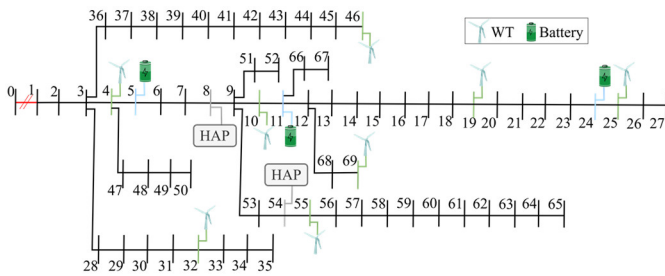 36 37 38 39 40 41 42 43 44 45 46
WT Battery
51 52 66 67
0 1 2 3 4 5 6 7 8 9
10 11 12 13 14 15 16 17 18 19 20 21 22 23 24 25 26 27
HAP
68 69
47 48 49 50
HAP
53 54 55 56 57 58 59 60 61 62 63 64 65
28 29 30 31 32 33 34 35